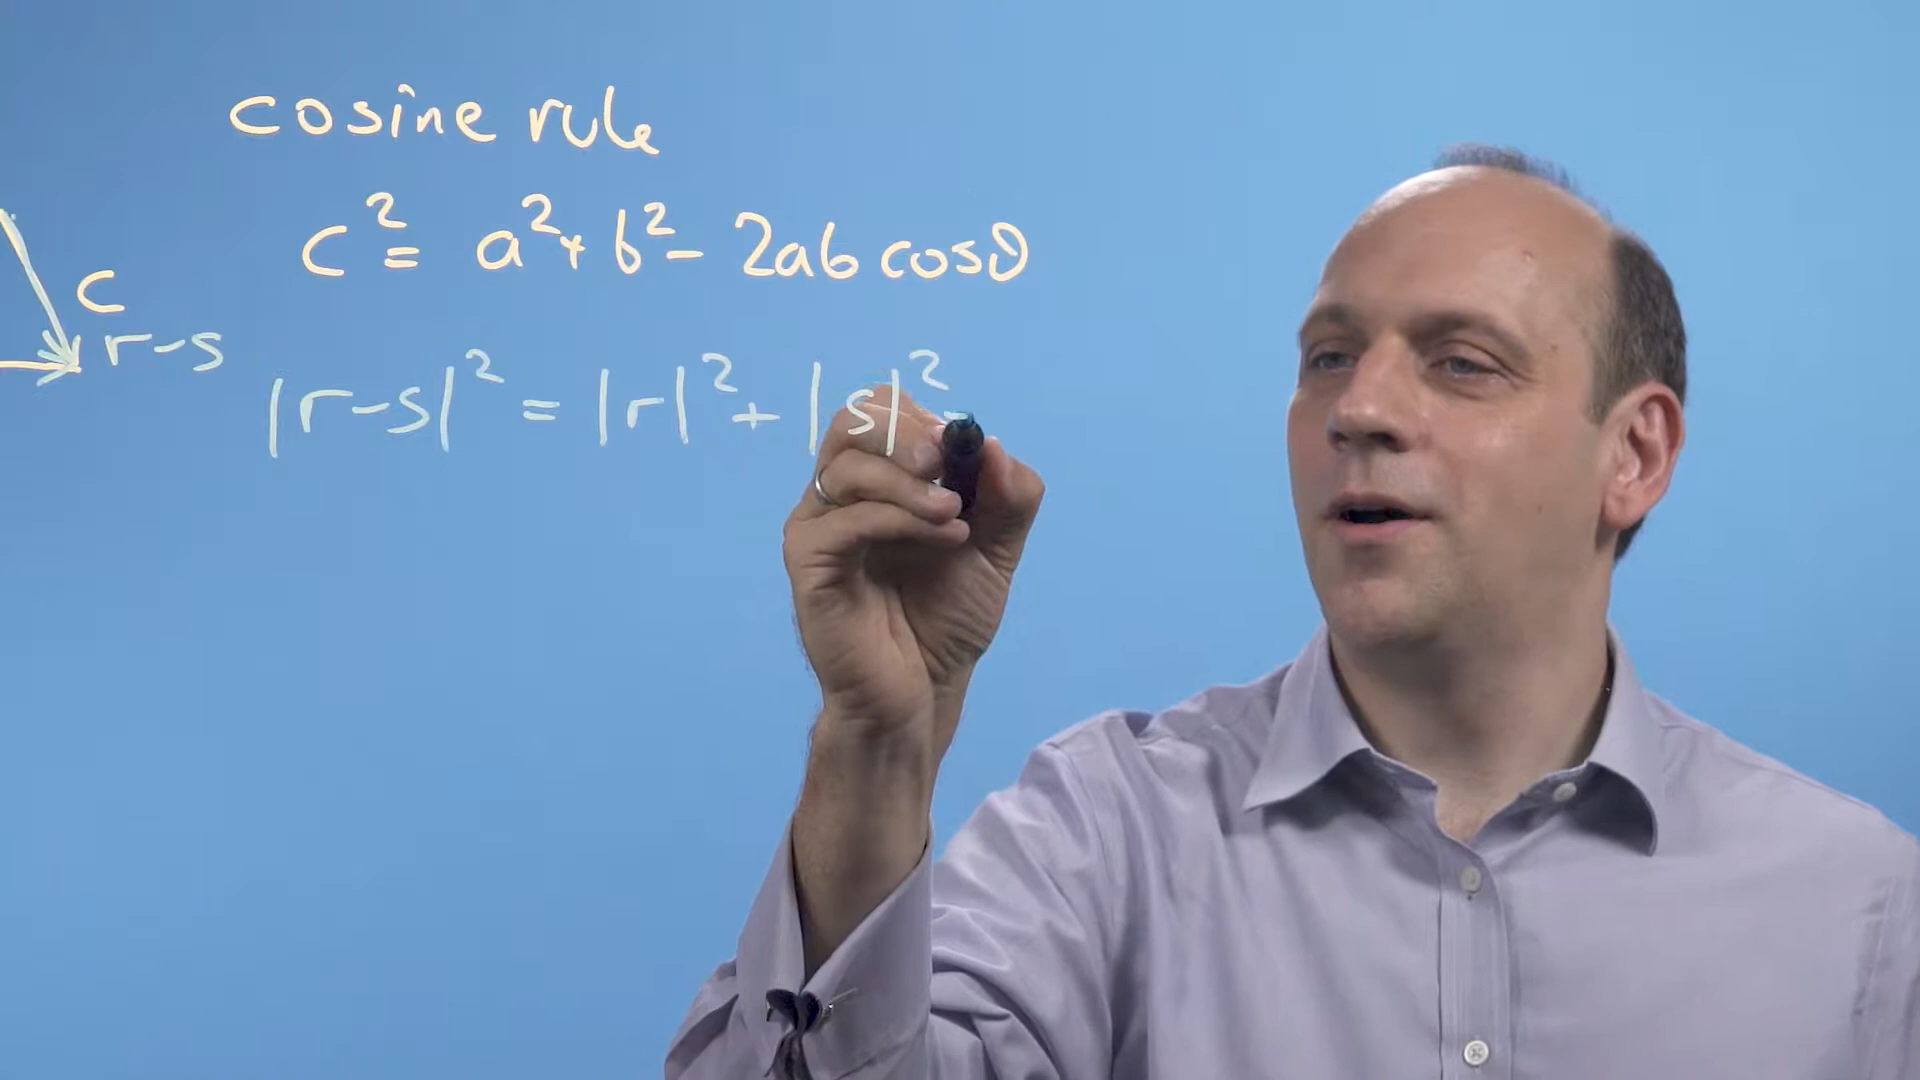 cosine rule
c² = a² + b² - 2ab cosθ
c
r-s
|r-s|² = |r|² + |s|² -